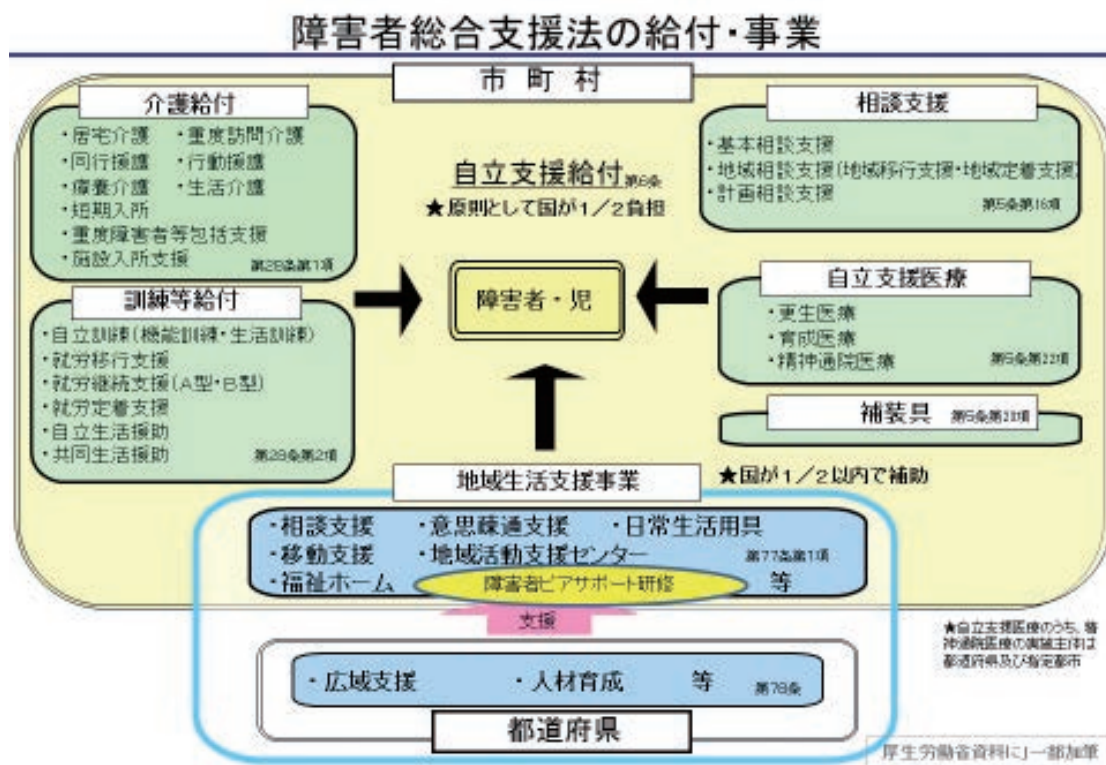 障害者総合支援法の給付・事業
市 町 村
介護給付
・居宅介護 ・重度訪問介護
・同行援護 ・行動援護
・療養介護 ・生活介護
・短期入所
・重度障害者等包括支援
・施設入所支援 第28条第1項
訓練等給付
・自立訓練(機能訓練・生活訓練)
・就労移行支援
・就労継続支援(A型・B型)
・就労定着支援
・自立生活援助
・共同生活援助 第28条第2項
自立支援給付 第6条
★原則として国が1/2負担
障害者・児
相談支援
・基本相談支援
・地域相談支援(地域移行支援・地域定着支援)
・計画相談支援 第5条第18項
自立支援医療
・更生医療
・育成医療
・精神通院医療
補装具
地域生活支援事業
★国が1/2以内で補助
・相談支援 ・意思疎通支援 ・日常生活用具
・移動支援 ・地域活動支援センター 第77条第1項
・福祉ホーム 障害者ピアサポート研修 等
支援
★自立支援医療のうち、精
神通院医療の実施主体は
都道府県及び指定都市
・広域支援 ・人材育成 等 第78条
都道府県
厚生労働省資料に一部加筆